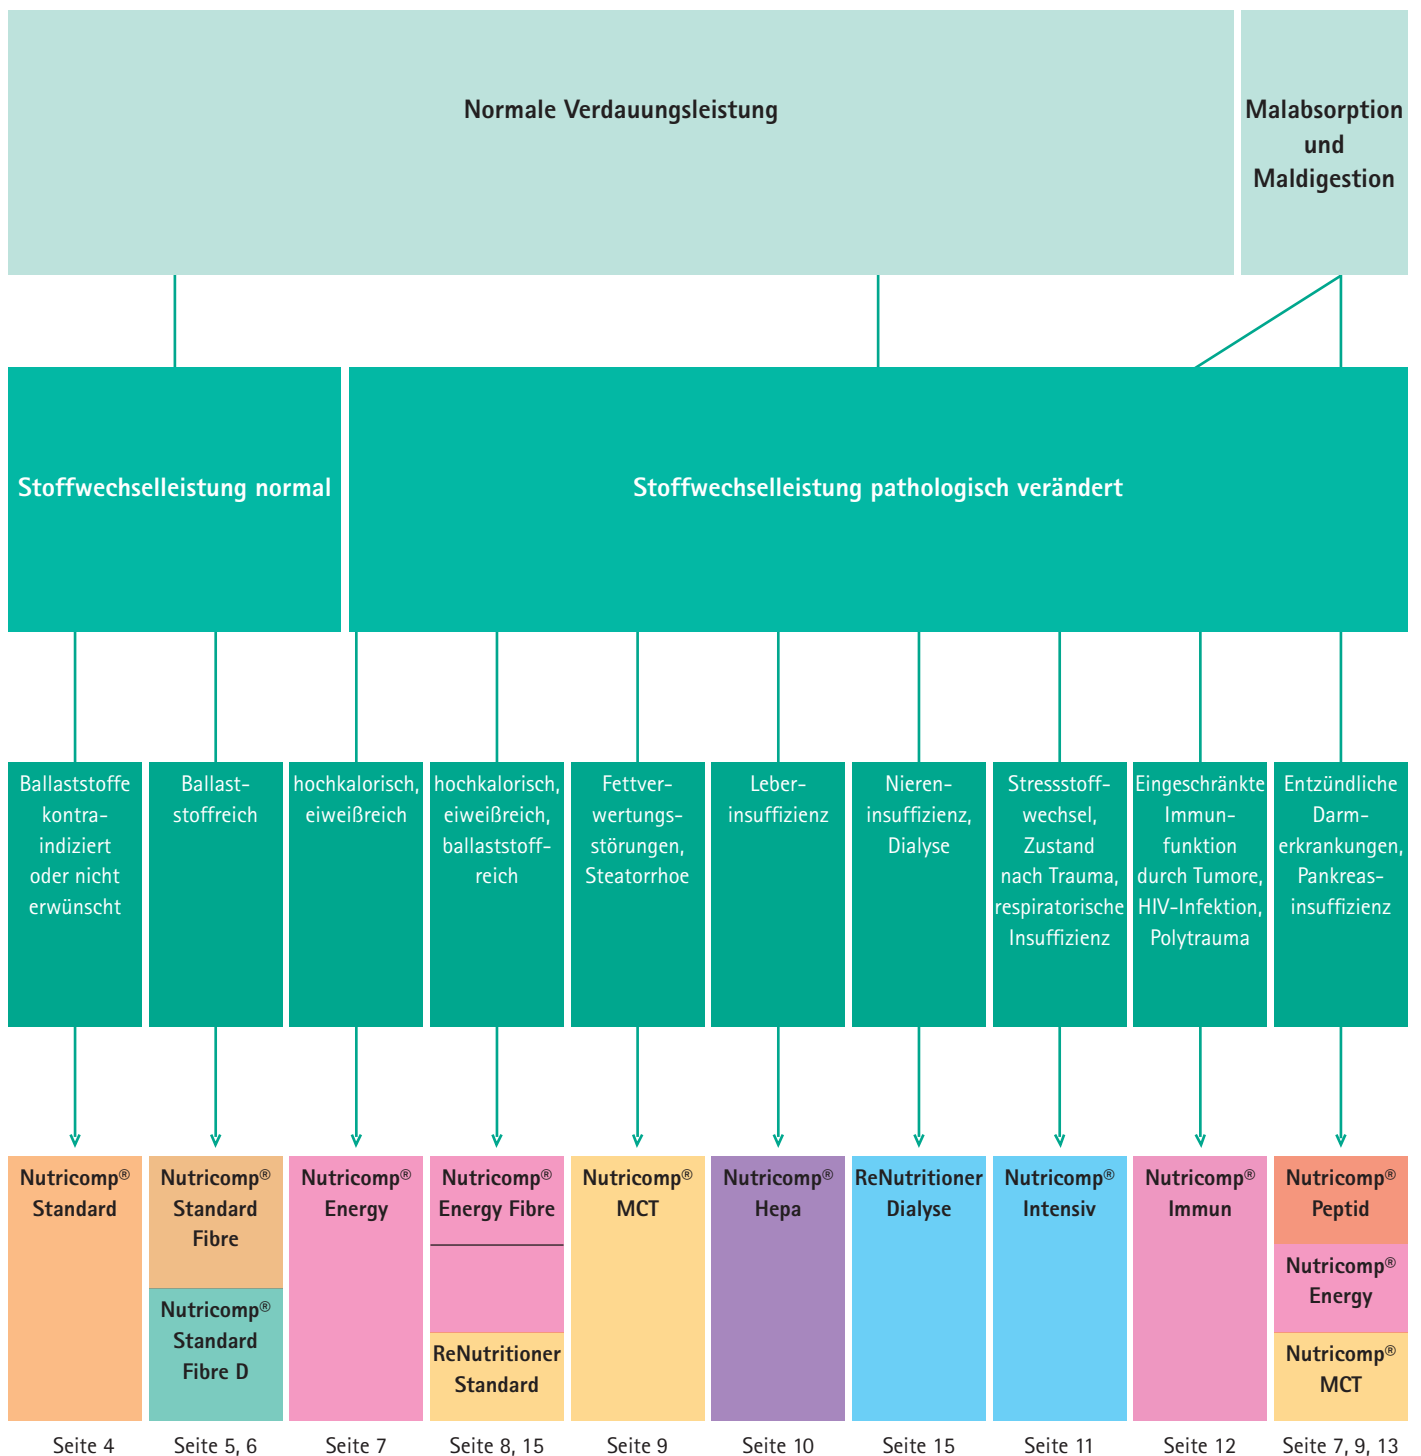 Normale Verdauungsleistung
Malabsorption
und
Maldigestion
Stoffwechselleistung normal
Stoffwechselleistung pathologisch verändert
Ballaststoffe
kontra-
indiziert
oder nicht
erwünscht
Ballast-
stoffreich
hochkalorisch,
eiweißreich
hochkalorisch,
eiweißreich,
ballaststoff-
reich
Fettver-
wertungs-
störungen,
Steatorrhoe
Leber-
insuffizienz
Nieren-
insuffizienz,
Dialyse
Stressstoff-
wechsel,
Zustand
nach Trauma,
respiratorische
Insuffizienz
Eingeschränkte
Immun-
funktion
durch Tumore,
HIV-Infektion,
Polytrauma
Entzündliche
Darm-
erkrankungen,
Pankreas-
insuffizienz
Nutricomp®
Standard
Nutricomp®
Standard
Fibre
Nutricomp®
Standard
Fibre D
Nutricomp®
Energy
Nutricomp®
Energy Fibre
ReNutritioner
Standard
Nutricomp®
MCT
Nutricomp®
Hepa
ReNutritioner
Dialyse
Nutricomp®
Intensiv
Nutricomp®
Immun
Nutricomp®
Peptid
Nutricomp®
Energy
Nutricomp®
MCT
Seite 4
Seite 5, 6
Seite 7
Seite 8, 15
Seite 9
Seite 10
Seite 15
Seite 11
Seite 12
Seite 7, 9, 13